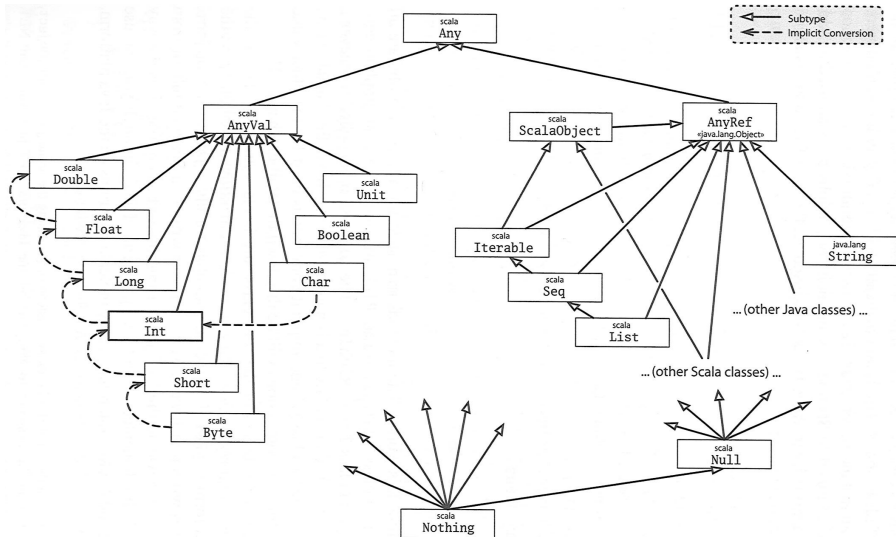 scala
Any
Subtype
Implicit Conversion
scala
AnyVal
scala
ScalaObject
scala
AnyRef
«java.lang.Object»
scala
Double
scala
Unit
scala
Float
scala
Boolean
scala
Iterable
java.lang
String
scala
Long
scala
Char
scala
Seq
... (other Java classes) ...
scala
Int
scala
List
scala
Short
... (other Scala classes) ...
scala
Byte
scala
Null
scala
Nothing